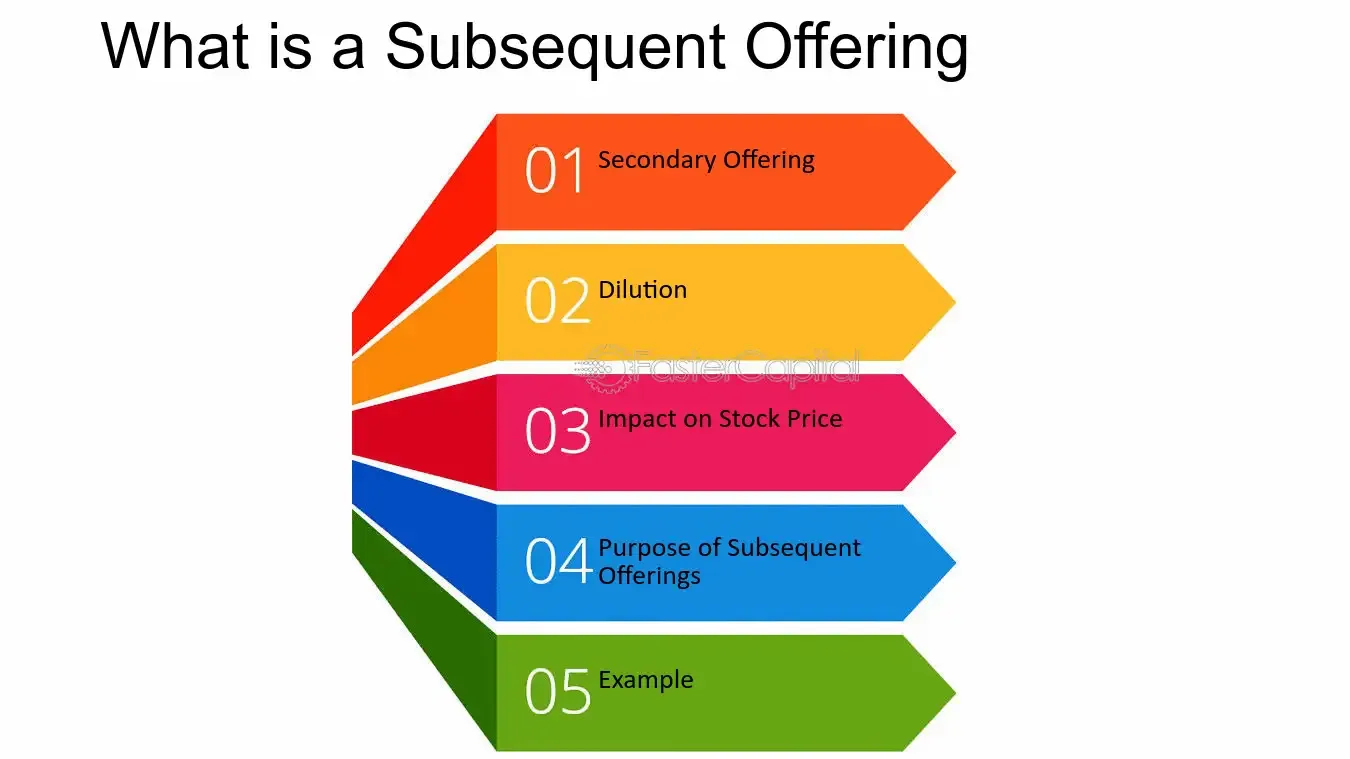 What is a Subsequent Offering
01 Secondary Offering
02 Dilution
FasterCapital
03 Impact on Stock Price
04 Purpose of Subsequent
Offerings
05 Example